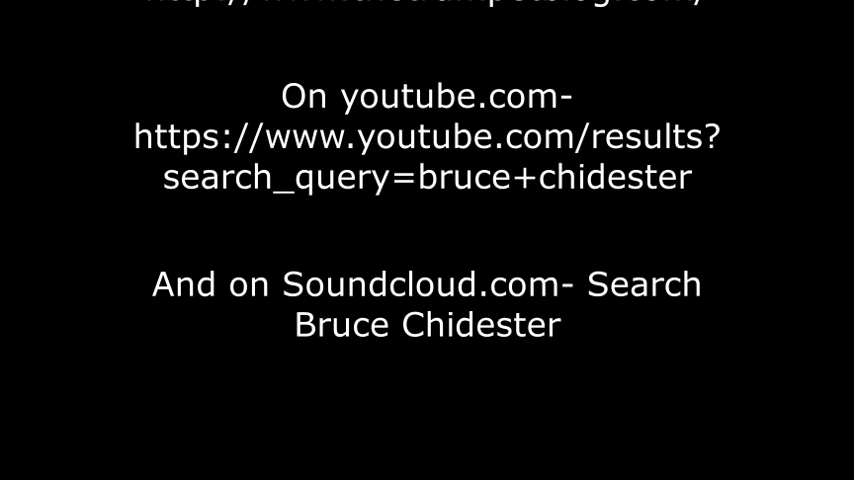 On youtube.com-
https://www.youtube.com/results?
search_query=bruce+chidester
And on Soundcloud.com- Search
Bruce Chidester